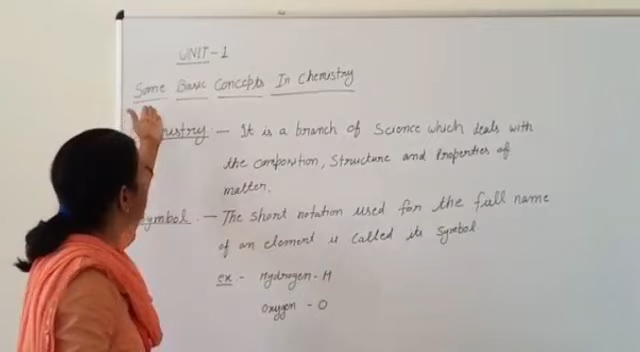 UNIT-1
Some Basic Concepts In Chemistry
mistry - It is a branch of Science which deals with
the composition, Structure and Properties of
matter.
Symbol - The Short notation used for the full name
of an element is called its Symbol
ex - Hydrogen - H
Oxygen - O